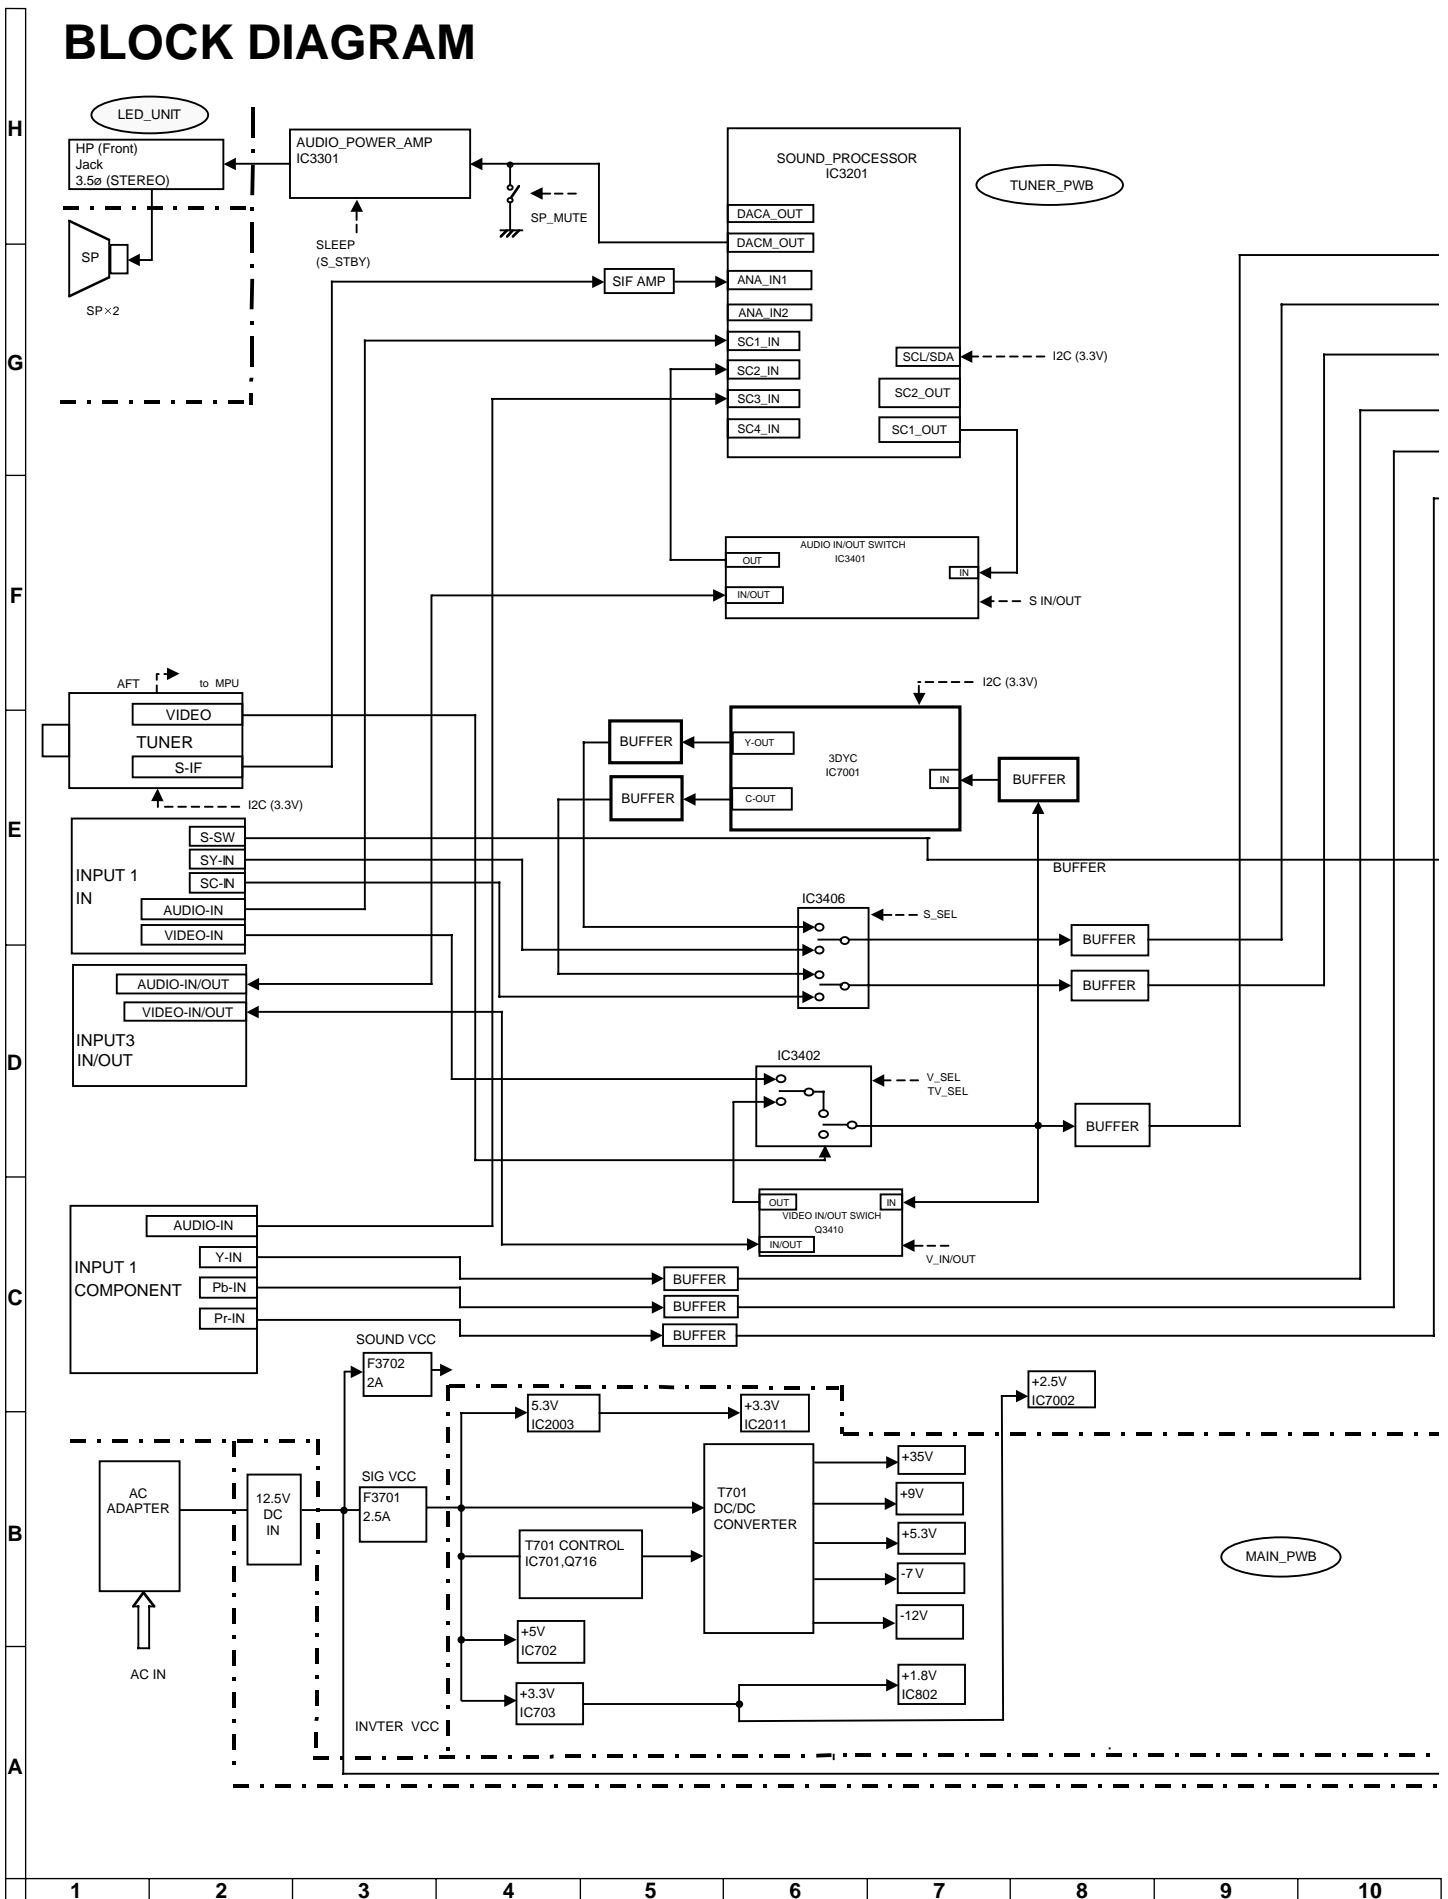 BLOCK DIAGRAM
H
LED_UNIT
HP (Front)
Jack
3.5ø (STEREO)
AUDIO_POWER_AMP
IC3301
SP_MUTE
SLEEP
(S_STBY)
SP
SP×2
SOUND_PROCESSOR
IC3201
DACA_OUT
DACM_OUT
ANA_IN1
ANA_IN2
SC1_IN
SC2_IN
SC3_IN
SC4_IN
SCL/SDA
SC2_OUT
SC1_OUT
I2C (3.3V)
TUNER_PWB
SIF AMP
G
AUDIO IN/OUT SWITCH
IC3401
OUT
IN/OUT
IN
S IN/OUT
F
AFT
to MPU
VIDEO
TUNER
S-IF
I2C (3.3V)
BUFFER
BUFFER
Y-OUT
C-OUT
3DYC
IC7001
IN
I2C (3.3V)
BUFFER
E
INPUT 1
IN
S-SW
SY-IN
SC-IN
AUDIO-IN
VIDEO-IN
BUFFER
IC3406
S_SEL
BUFFER
BUFFER
D
AUDIO-IN/OUT
VIDEO-IN/OUT
INPUT3
IN/OUT
IC3402
V_SEL
TV_SEL
BUFFER
OUT
IN
VIDEO IN/OUT SWICH
Q3410
IN/OUT
V_IN/OUT
C
INPUT 1
COMPONENT
AUDIO-IN
Y-IN
Pb-IN
Pr-IN
BUFFER
BUFFER
BUFFER
SOUND VCC
F3702
2A
+2.5V
IC7002
5.3V
IC2003
+3.3V
IC2011
B
AC
ADAPTER
AC IN
12.5V
DC
IN
SIG VCC
F3701
2.5A
T701 CONTROL
IC701,Q716
T701
DC/DC
CONVERTER
+35V
+9V
+5.3V
-7V
-12V
MAIN_PWB
+5V
IC702
+3.3V
IC703
+1.8V
IC802
INVTER VCC
A
1
2
3
4
5
6
7
8
9
10